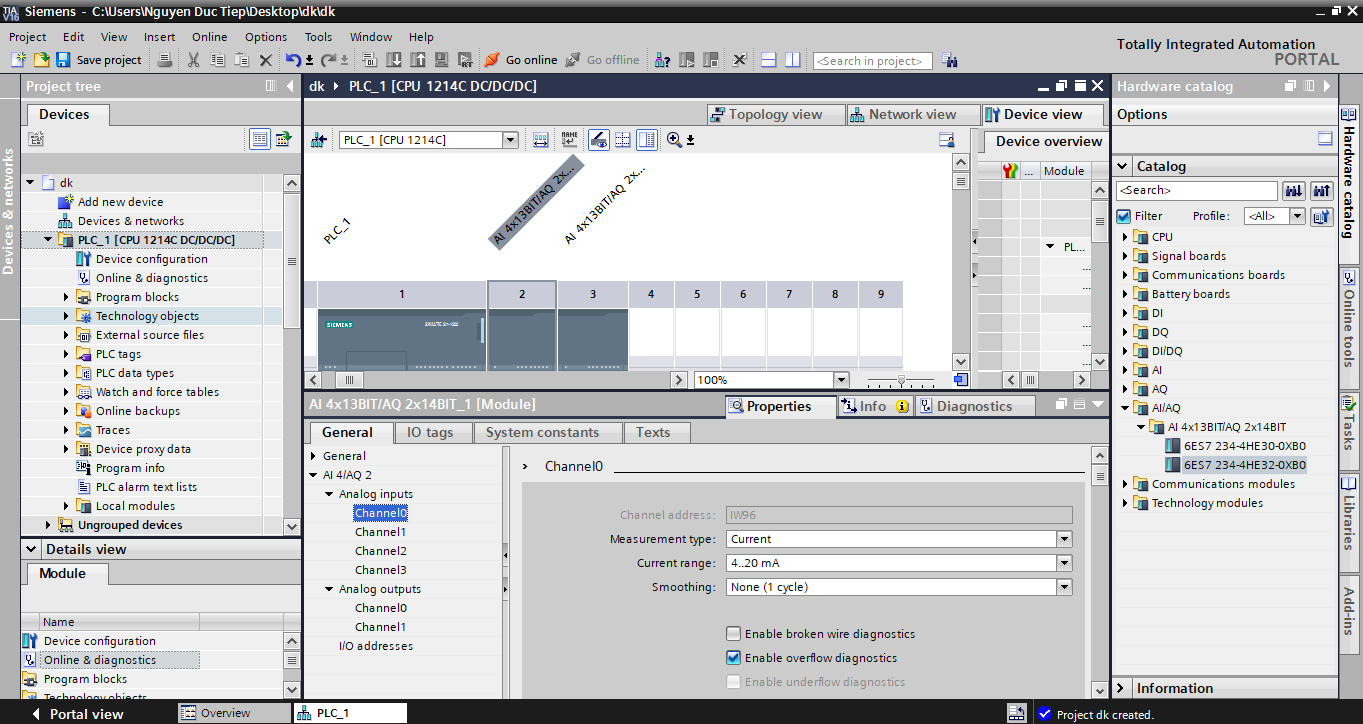 Siemens - C:\Users\Nguyen Duc Tiep\Desktop\dk\dk
Project Edit View Insert Online Options Tools Window Help
Save project
Go online
Go offline
<Search in project>
Totally Integrated Automation
PORTAL
Project tree
Devices
Devices & networks
dk
Add new device
Devices & networks
PLC_1 [CPU 1214C DC/DC/DC]
Device configuration
Online & diagnostics
Program blocks
Technology objects
External source files
PLC tags
PLC data types
Watch and force tables
Online backups
Traces
Device proxy data
Program info
PLC alarm text lists
Local modules
Ungrouped devices
Details view
Module
Name
Device configuration
Online & diagnostics
Program blocks
Technology objects
dk PLC_1 [CPU 1214C DC/DC/DC]
Topology view
Network view
Device view
PLC_1 [CPU 1214C]
Device overview
... Module
PL...
...
...
...
...
PLC_1
AI 4x13BIT/AQ 2x...
AI 4x13BIT/AQ 2x...
1 2 3 4 5 6 7 8 9
SIEMENS
100%
AI 4x13BIT/AQ 2x14BIT_1 [Module]
Properties
Info
Diagnostics
General
IO tags
System constants
Texts
General
AI 4/AQ 2
Analog inputs
Channel0
Channel1
Channel2
Channel3
Analog outputs
Channel0
Channel1
I/O addresses
Channel0
Channel address: IW96
Measurement type: Current
Current range: 4..20 mA
Smoothing: None (1 cycle)
Enable broken wire diagnostics
Enable overflow diagnostics
Enable underflow diagnostics
Hardware catalog
Options
Catalog
<Search>
Filter Profile: <All>
CPU
Signal boards
Communications boards
Battery boards
DI
DQ
DI/DQ
AI
AQ
AI/AQ
AI 4x13BIT/AQ 2x14BIT
6ES7 234-4HE30-0XB0
6ES7 234-4HE32-0XB0
Communications modules
Technology modules
Information
Hardware catalog
Online tools
Tasks
Libraries
Add-ins
Portal view
Overview
PLC_1
Project dk created.